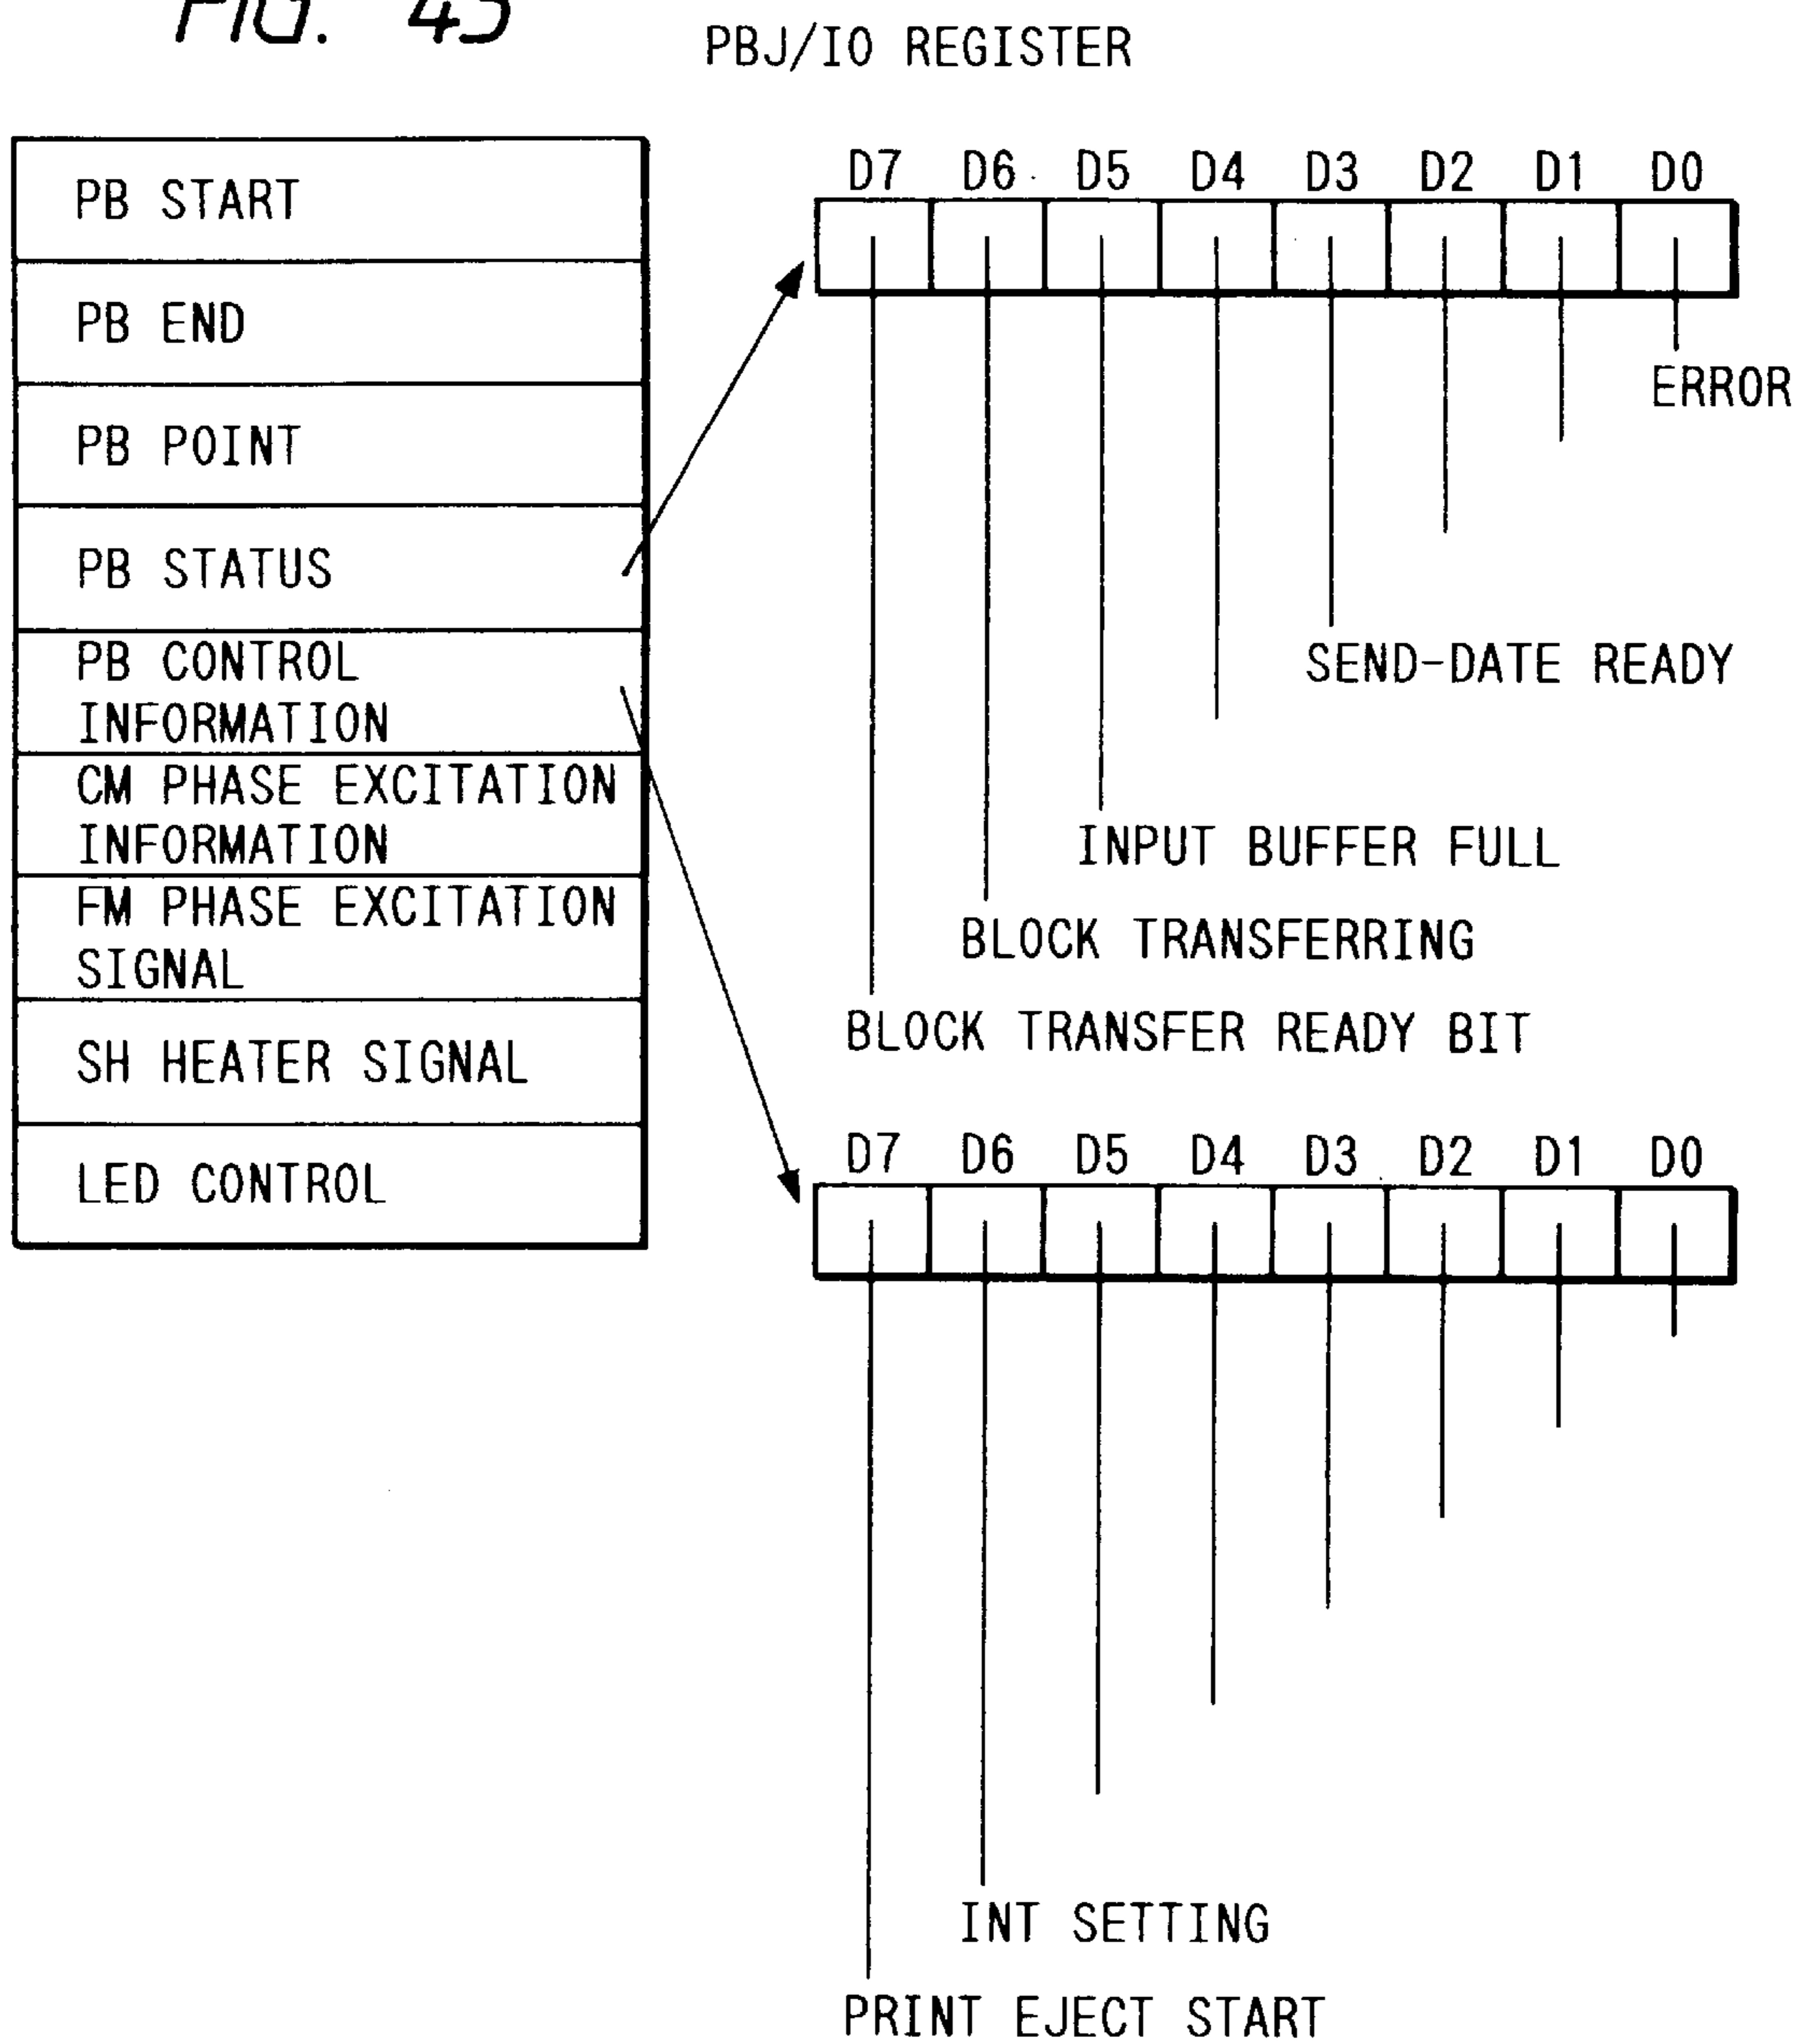 FIG. 43
PBJ/IO REGISTER
PB START
PB END
PB POINT
PB STATUS
PB CONTROL
INFORMATION
CM PHASE EXCITATION
INFORMATION
FM PHASE EXCITATION
SIGNAL
SH HEATER SIGNAL
LED CONTROL
D7 D6 D5 D4 D3 D2 D1 D0
ERROR
SEND-DATE READY
INPUT BUFFER FULL
BLOCK TRANSFERRING
BLOCK TRANSFER READY BIT
D7 D6 D5 D4 D3 D2 D1 D0
INT SETTING
PRINT EJECT START